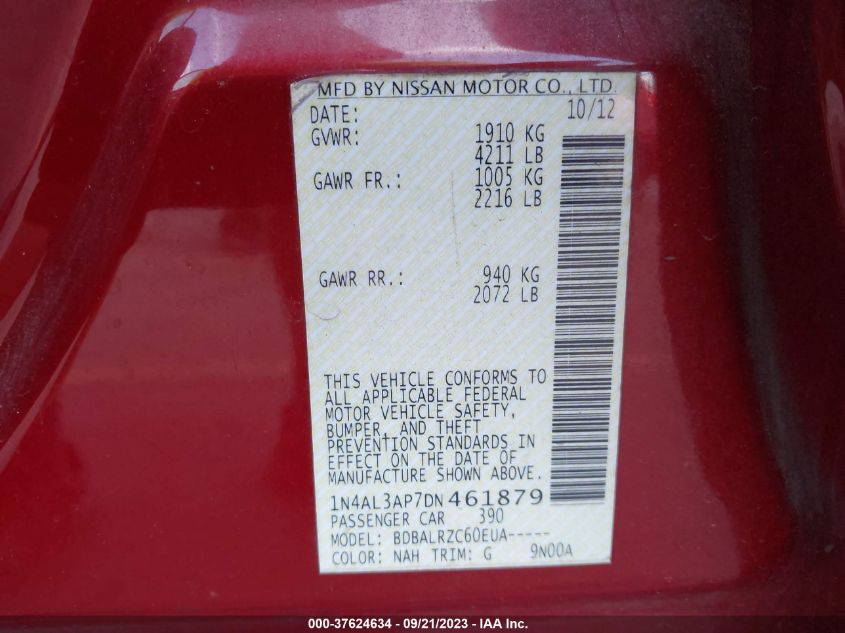 MFD BY NISSAN MOTOR CO., LTD.
DATE: 10/12
GVWR: 1910 KG
4211 LB
GAWR FR.: 1005 KG
2216 LB
GAWR RR.: 940 KG
2072 LB
THIS VEHICLE CONFORMS TO
ALL APPLICABLE FEDERAL
MOTOR VEHICLE SAFETY,
BUMPER, AND THEFT
PREVENTION STANDARDS IN
EFFECT ON THE DATE OF
MANUFACTURE SHOWN ABOVE.
1N4AL3AP7DN461879
PASSENGER CAR 390
MODEL: BDBALRZC60EUA-----
COLOR: NAH TRIM: G 9N00A
000-37624634 - 09/21/2023 - IAA Inc.